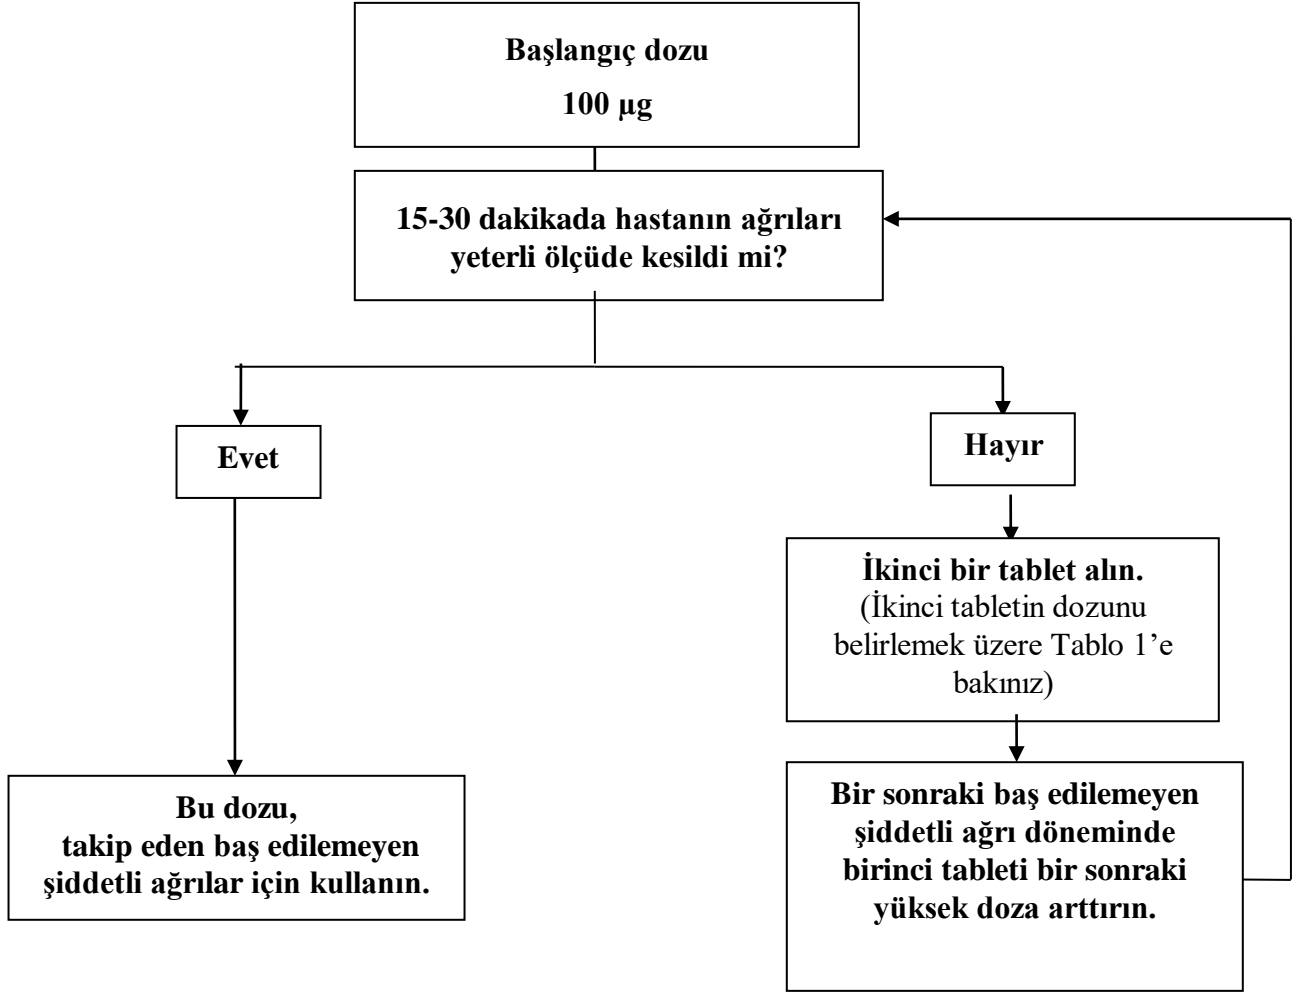 Başlangıç dozu
100 µg
15-30 dakikada hastanın ağrıları
yeterli ölçüde kesildi mi?
Evet
Hayır
İkinci bir tablet alın.
(İkinci tabletin dozunu
belirlemek üzere Tablo 1’e
bakınız)
Bu dozu,
takip eden baş edilemeyen
şiddetli ağrılar için kullanın.
Bir sonraki baş edilemeyen
şiddetli ağrı döneminde
birinci tableti bir sonraki
yüksek doza arttırın.